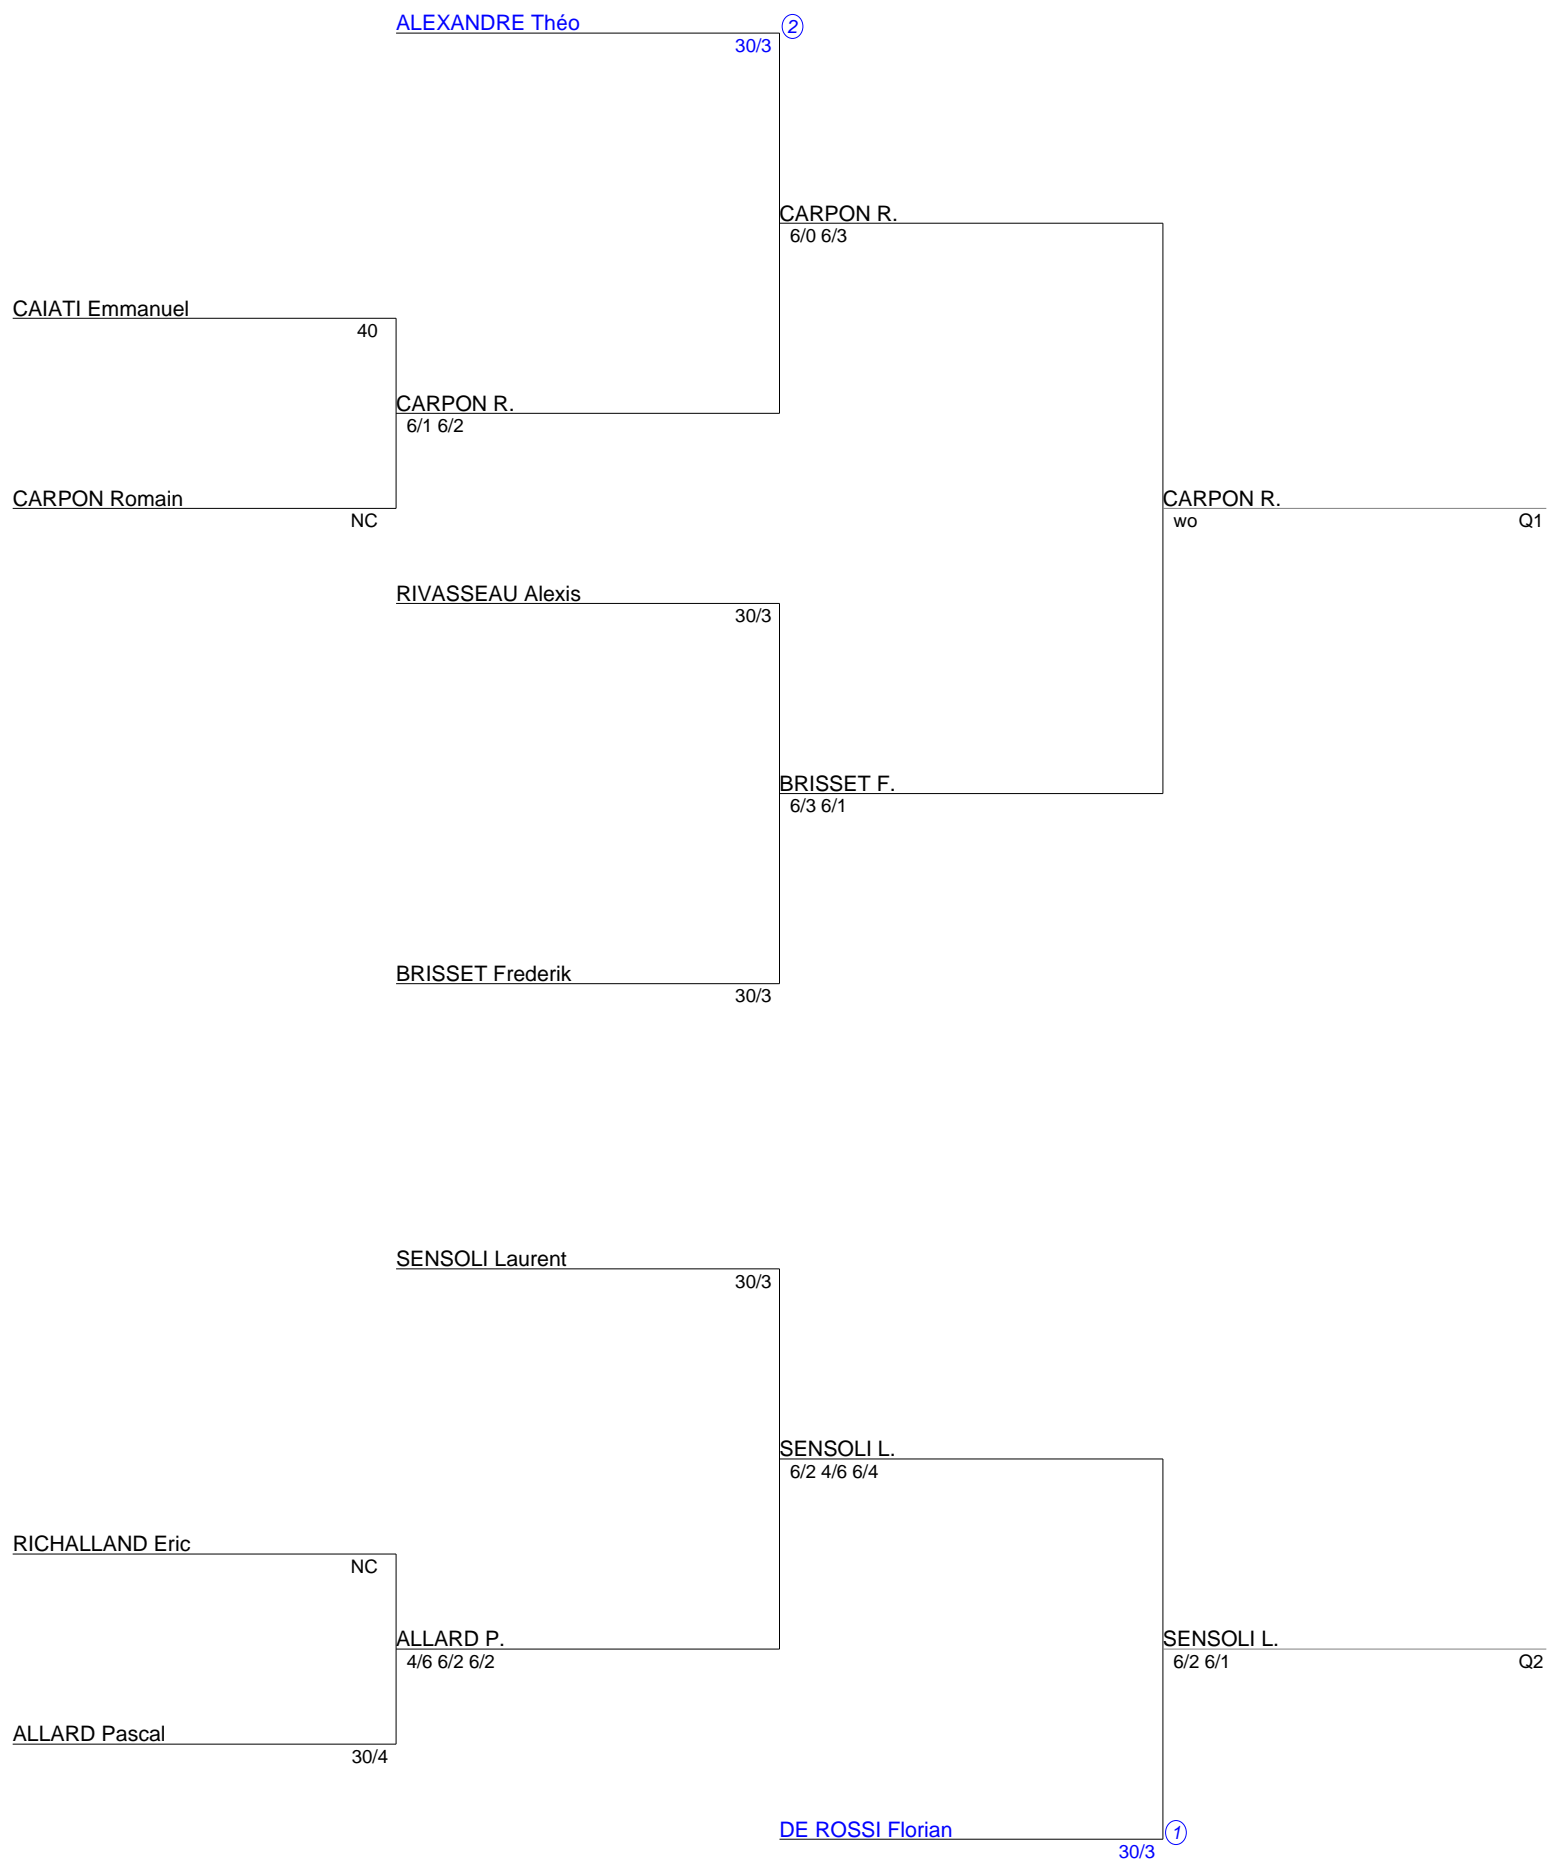 ALEXANDRE Théo
2
30/3
CARPON R.
6/0 6/3
CAIATI Emmanuel
40
CARPON R.
6/1 6/2
CARPON Romain
NC
CARPON R.
wo
Q1
RIVASSEAU Alexis
30/3
BRISSET F.
6/3 6/1
BRISSET Frederik
30/3
SENSOLI Laurent
30/3
SENSOLI L.
6/2 4/6 6/4
RICHALLAND Eric
NC
ALLARD P.
4/6 6/2 6/2
SENSOLI L.
6/2 6/1
Q2
ALLARD Pascal
30/4
DE ROSSI Florian
1
30/3